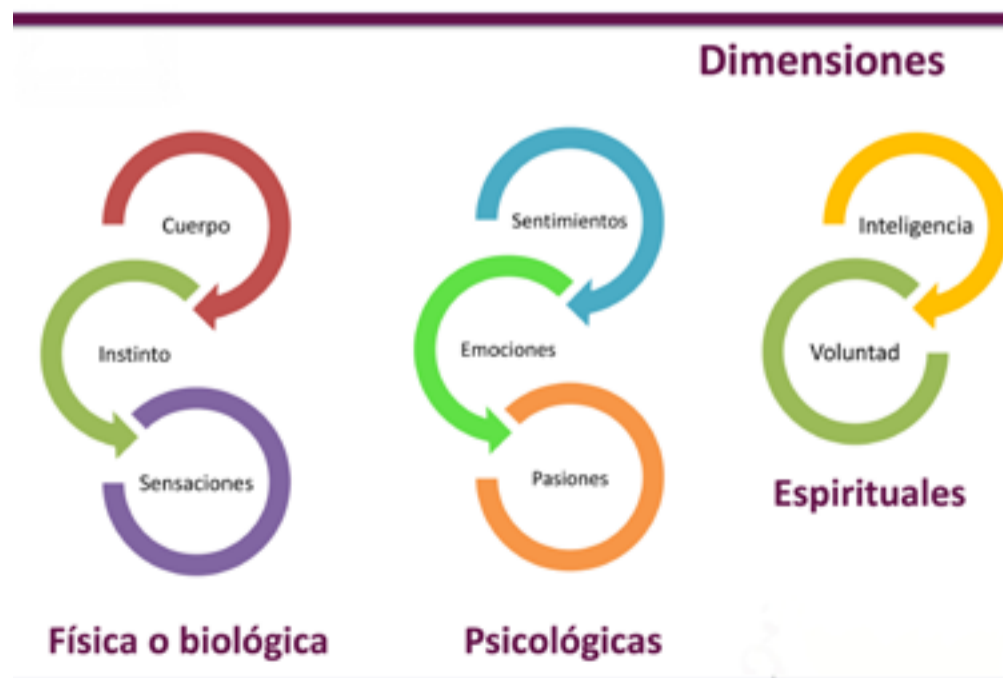 Dimensiones
Cuerpo
Instinto
Sensaciones
Física o biológica
Sentimientos
Emociones
Pasiones
Psicológicas
Inteligencia
Voluntad
Espirituales